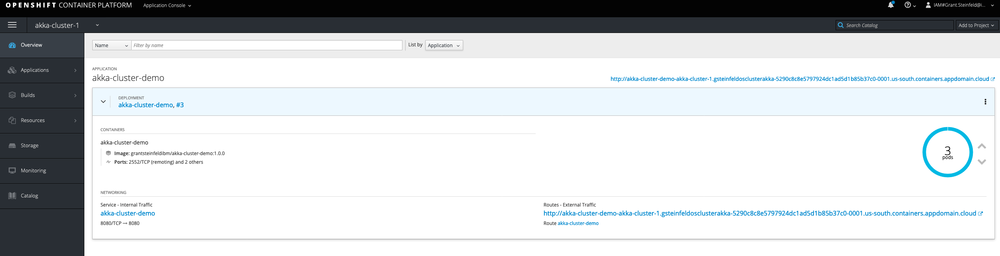 OPENSHIFT CONTAINER PLATFORM Application Console IAM#Grant.Steinfeld@i...
akka-cluster-1 Search Catalog Add to Project
Overview
Name Filter by name List by Application
Applications
Builds
Resources
Storage
Monitoring
Catalog
APPLICATION
akka-cluster-demo http://akka-cluster-demo-akka-cluster-1.gsteinfeldosclusterakka-5290c8c8e5797924dc1ad5d1b85b37c0-0001.us-south.containers.appdomain.cloud
DEPLOYMENT
akka-cluster-demo, #3
CONTAINERS
akka-cluster-demo
Image: grantsteinfeldibm/akka-cluster-demo:1.0.0
Ports: 2552/TCP (remoting) and 2 others
3
pods
NETWORKING
Service - Internal Traffic
akka-cluster-demo
8080/TCP → 8080
Routes - External Traffic
http://akka-cluster-demo-akka-cluster-1.gsteinfeldosclusterakka-5290c8c8e5797924dc1ad5d1b85b37c0-0001.us-south.containers.appdomain.cloud
Route akka-cluster-demo